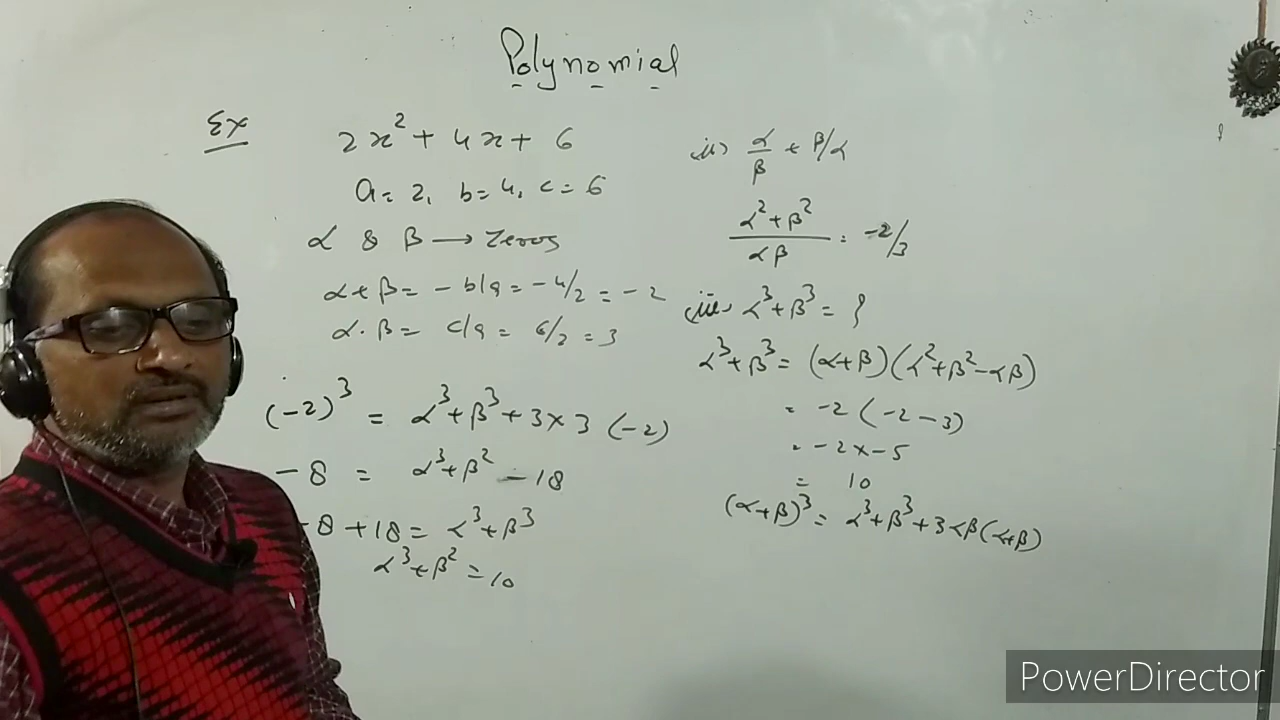 Polynomial
Ex 2x² + 4x + 6
a = 2, b = 4, c = 6
α & β → Zeros
α + β = - b/a = - 4/2 = - 2
α . β = c/a = 6/2 = 3
(-2)³ = α³ + β³ + 3 × 3 (-2)
- 8 = α³ + β² - 18
- 8 + 18 = α³ + β³
α³ + β² = 10
ii) α/β + β/α
α² + β² / αβ = -2/3
iii. α³ + β³ = ?
α³ + β³ = (α + β) (α² + β² - αβ)
= -2 ( -2 - 3)
= - 2 × - 5
= 10
(α + β)³ = α³ + β³ + 3αβ(α+β)
PowerDirector